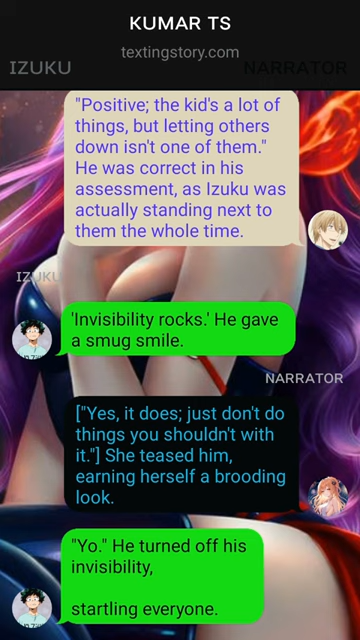 KUMAR TS
textingstory.com
IZUKU
NARRATOR
"Positive; the kid's a lot of
things, but letting others
down isn't one of them."
He was correct in his
assessment, as Izuku was
actually standing next to
them the whole time.
IZUKU
'Invisibility rocks.' He gave
a smug smile.
NARRATOR
["Yes, it does; just don't do
things you shouldn't with
it."] She teased him,
earning herself a brooding
look.
"Yo." He turned off his
invisibility,
startling everyone.